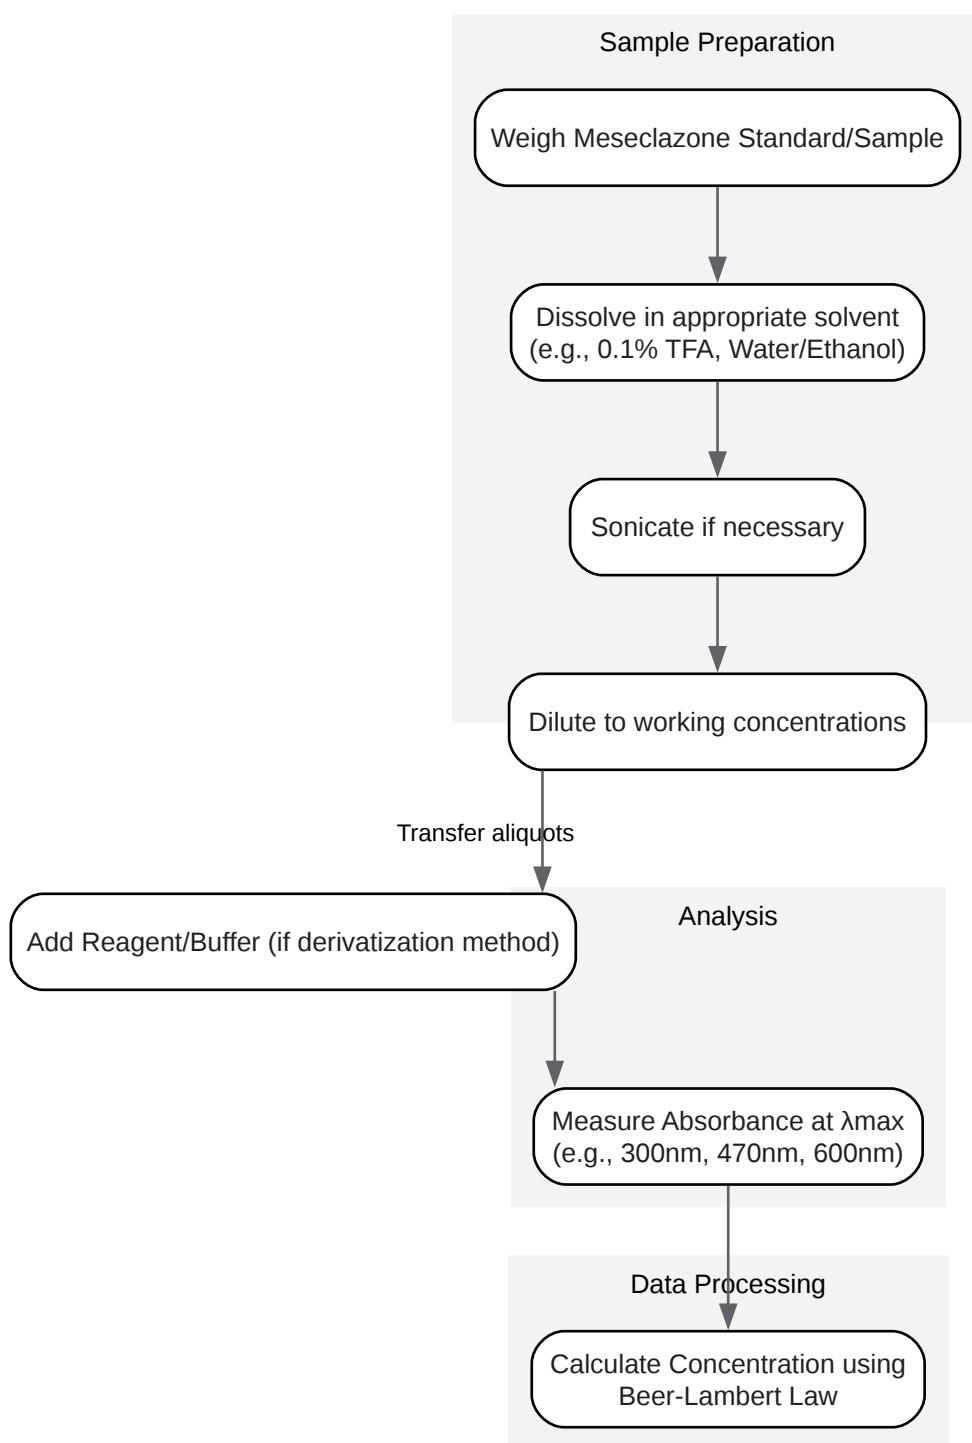 Sample Preparation
Weigh Meseclazone Standard/Sample
Dissolve in appropriate solvent
(e.g., 0.1% TFA, Water/Ethanol)
Sonicate if necessary
Dilute to working concentrations
Transfer aliquots
Add Reagent/Buffer (if derivatization method)
Analysis
Measure Absorbance at λmax
(e.g., 300nm, 470nm, 600nm)
Data Processing
Calculate Concentration using
Beer-Lambert Law